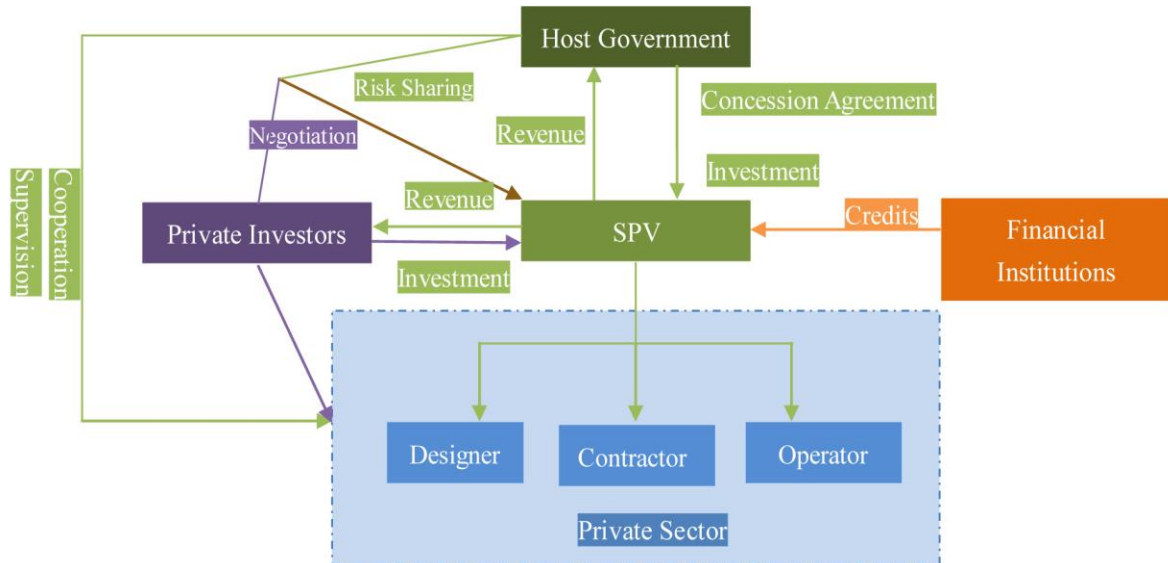 Host Government
Risk Sharing
Concession Agreement
Negotiation
Revenue
Investment
Cooperation
Supervision
Revenue
Private Investors
SPV
Credits
Financial
Institutions
Investment
Designer
Contractor
Operator
Private Sector